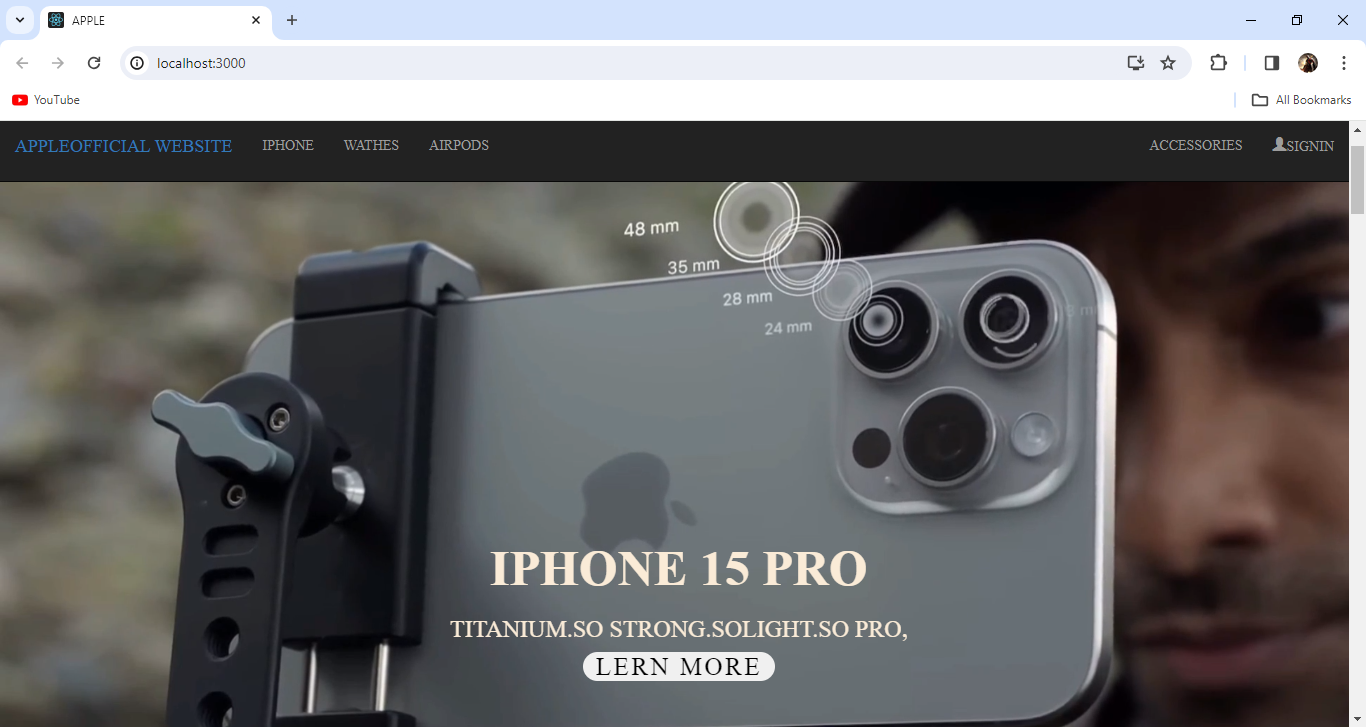 APPLE
localhost:3000
YouTube
All Bookmarks
APPLEOFFICIAL WEBSITE IPHONE WATHES AIRPODS ACCESSORIES SIGNIN
48 mm
35 mm
28 mm
24 mm
IPHONE 15 PRO
TITANIUM.SO STRONG.SOLIGHT.SO PRO,
LERN MORE